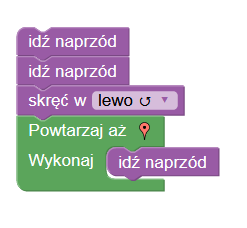 idź naprzód
idź naprzód
skręć w lewo ↺ ▼
Powtarzaj aż
Wykonaj idź naprzód